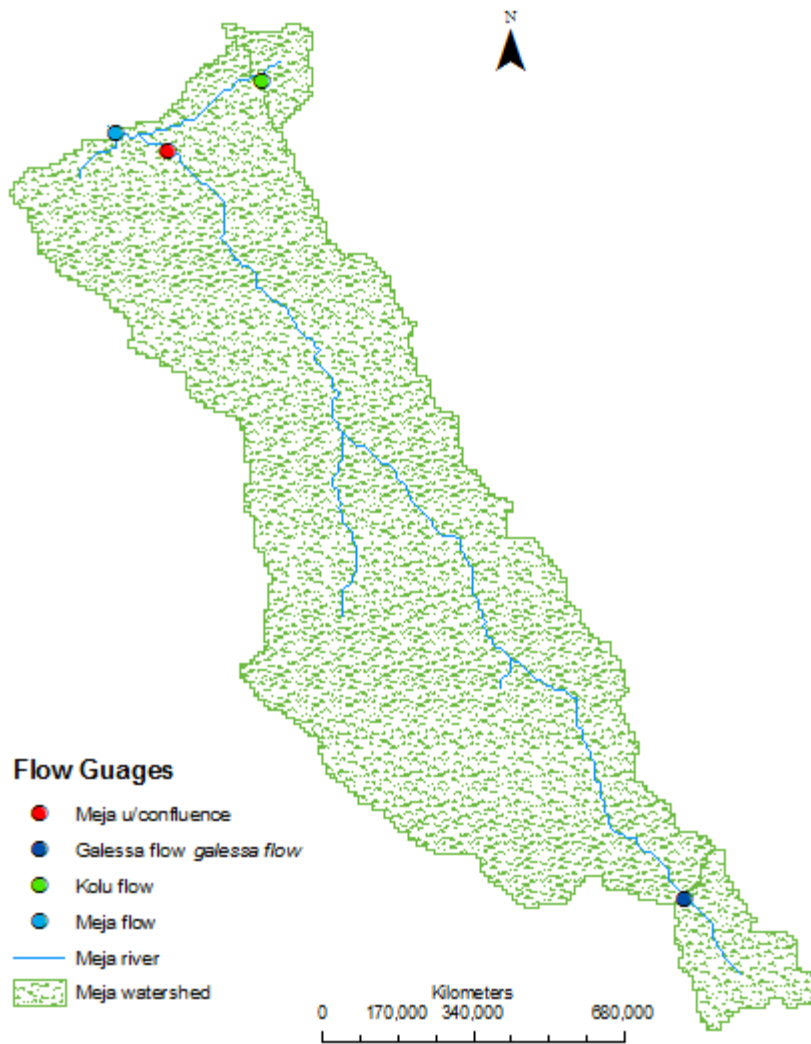 N
Flow Guages
Meja u/confluence
Galessa flow galessa flow
Kolu flow
Meja flow
Meja river
Meja watershed
Kilometers
0 170,000 340,000 680,000